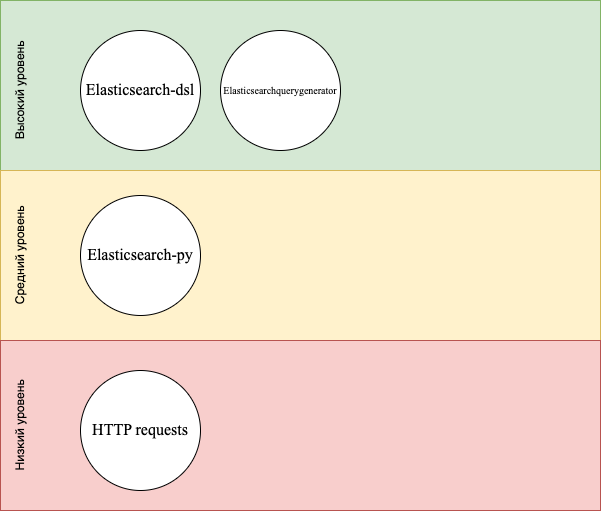 Высокий уровень
Elasticsearch-dsl
Elasticsearchquerygenerator
Средний уровень
Elasticsearch-py
Низкий уровень
HTTP requests